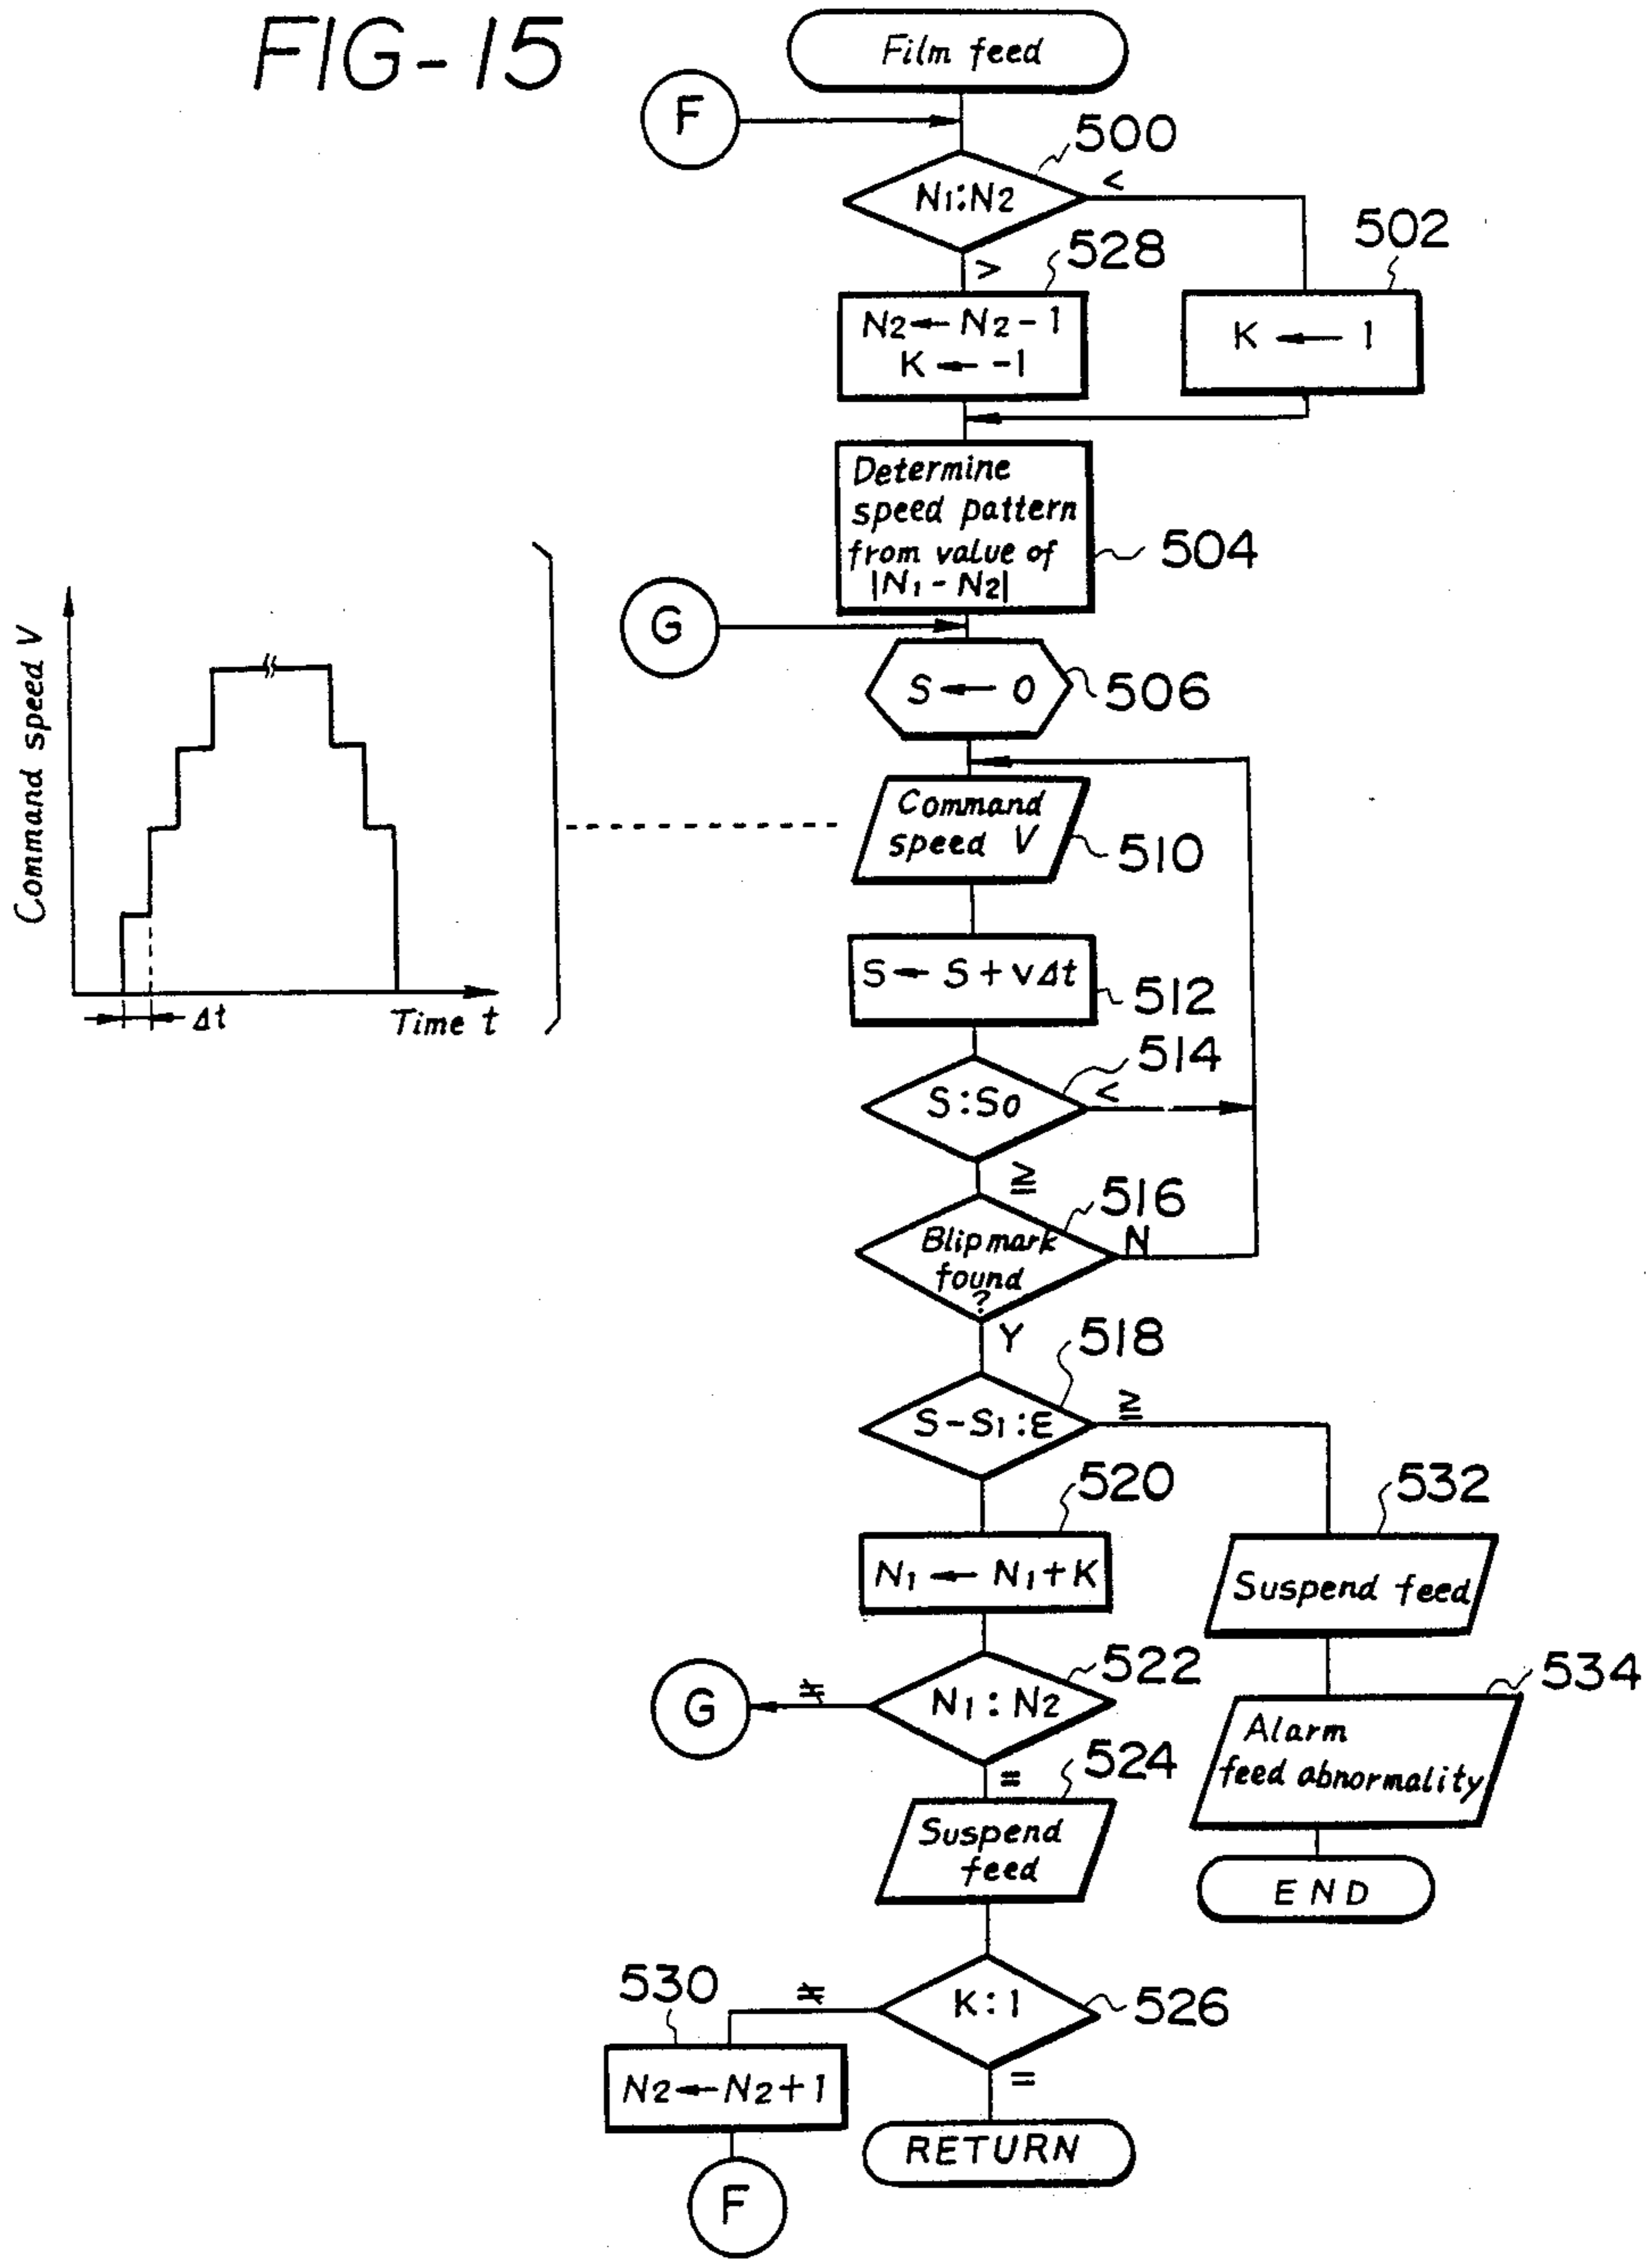 FIG-15
Film feed
F
500
N1:N2
<
>
528
502
N2←N2-1
K←-1
K←1
Determine
speed pattern
from value of
|N1-N2|
504
G
S←0
506
Command speed V
Δt
Time t
Command
speed V
510
S←S+vΔt
512
514
S:S0
<
≧
516
Blip mark
found
?
N
Y
518
S-S1:ε
≧
520
532
N1←N1+K
Suspend feed
522
N1:N2
≠
G
=
534
Alarm
feed abnormality
524
Suspend
feed
END
530
≠
K:1
526
=
N2←N2+1
RETURN
F